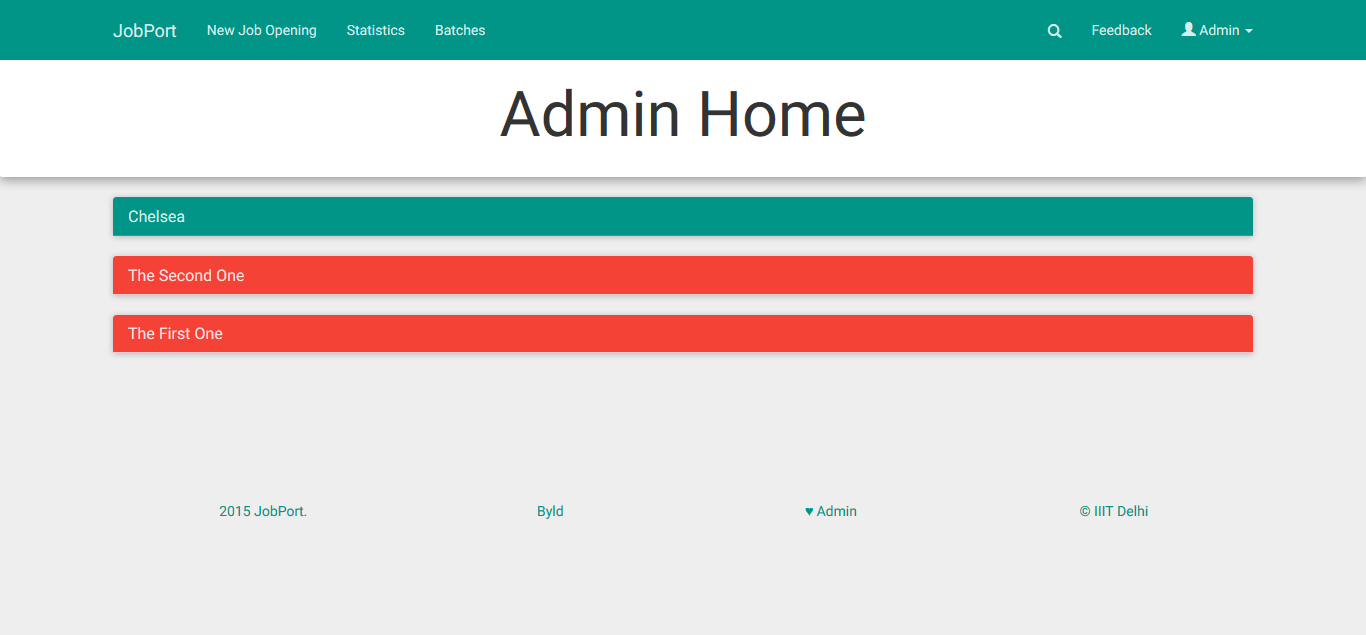 JobPort New Job Opening Statistics Batches Feedback Admin
Admin Home
Chelsea
The Second One
The First One
2015 JobPort. Byld ♥ Admin © IIIT Delhi